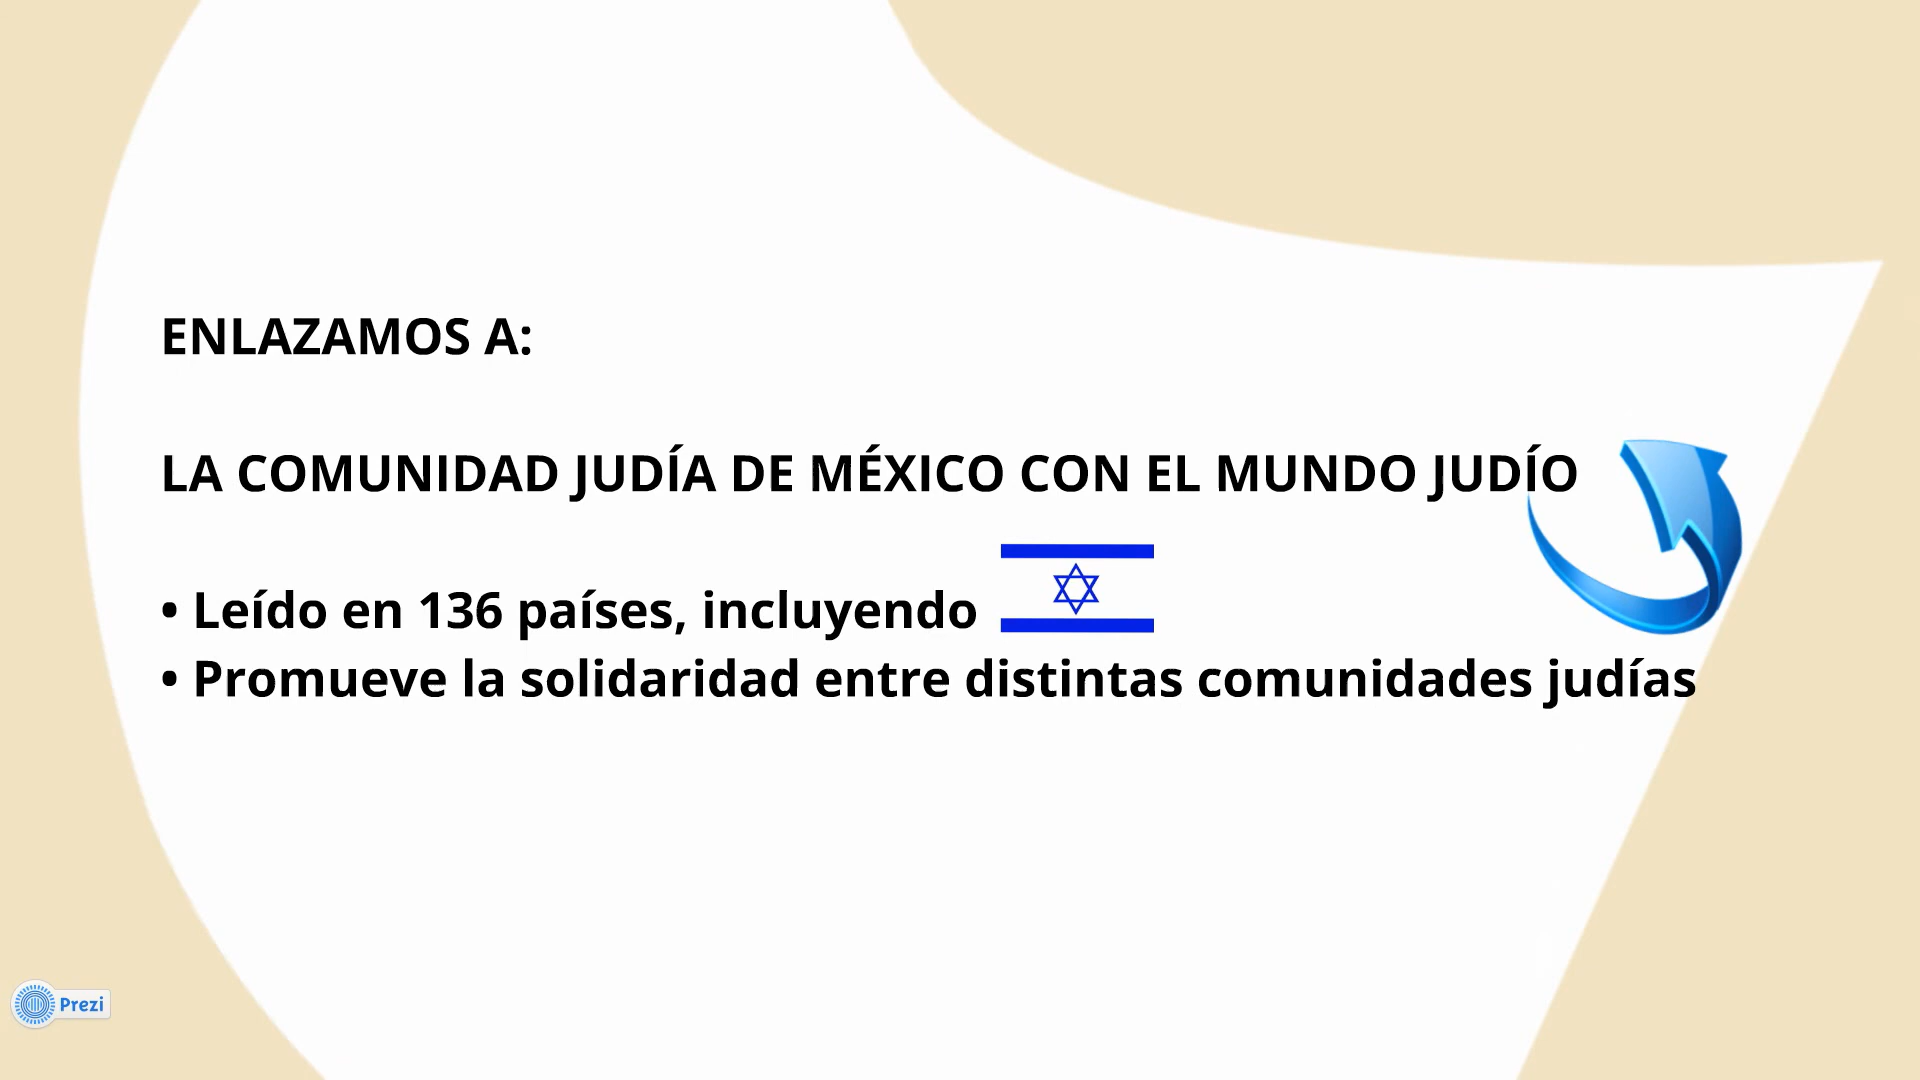 ENLAZAMOS A:
LA COMUNIDAD JUDÍA DE MÉXICO CON EL MUNDO JUDÍO
• Leído en 136 países, incluyendo
• Promueve la solidaridad entre distintas comunidades judías
Prezi